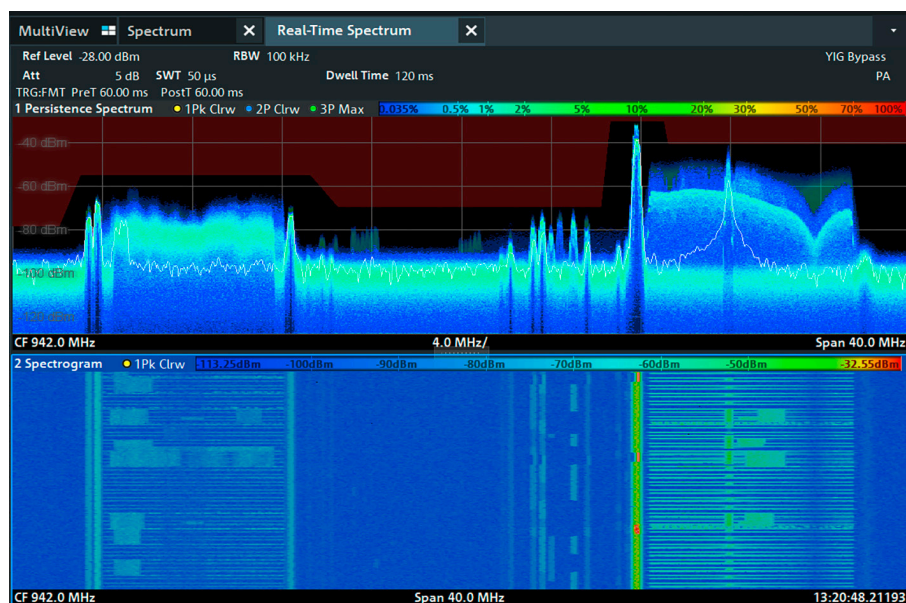 MultiView Spectrum X Real-Time Spectrum X
Ref Level -28.00 dBm RBW 100 kHz YIG Bypass
Att 5 dB SWT 50 µs Dwell Time 120 ms PA
TRG:FMT PreT 60.00 ms PostT 60.00 ms
1 Persistence Spectrum 1Pk Clrw 2P Clrw 3P Max 0.035% 0.5% 1% 2% 5% 10% 20% 30% 50% 70% 100%
-40 dBm
-60 dBm
-80 dBm
-100 dBm
-120 dBm
CF 942.0 MHz 4.0 MHz/ Span 40.0 MHz
2 Spectrogram 1Pk Clrw -113.25dBm -100dBm -90dBm -80dBm -70dBm -60dBm -50dBm -32.55dBm
CF 942.0 MHz Span 40.0 MHz 13:20:48.21193